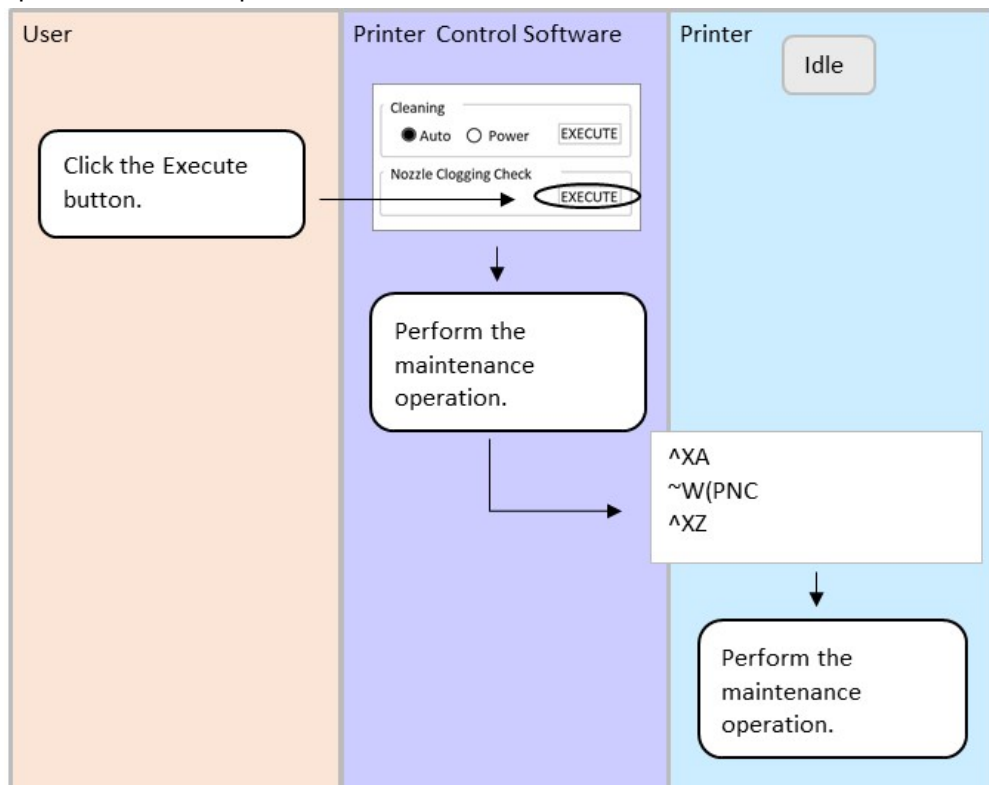 User
Printer Control Software
Printer
Idle
Cleaning
Auto
Power
EXECUTE
Nozzle Clogging Check
EXECUTE
Click the Execute
button.
Perform the
maintenance
operation.
^XA
~W(PNC
^XZ
Perform the
maintenance
operation.